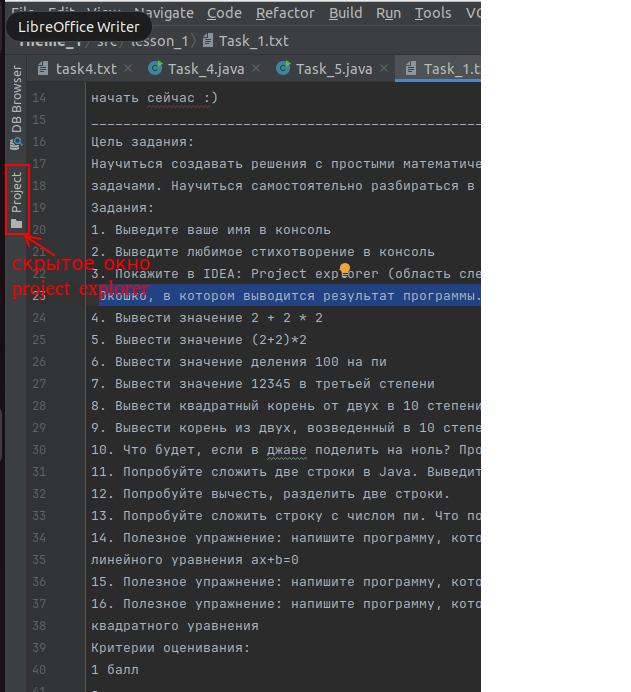 File Edit View Navigate Code Refactor Build Run Tools VC
LibreOffice Writer
Theme_1 src lesson_1 Task_1.txt
task4.txt Task_4.java Task_5.java Task_1.t
DB Browser
Project
14 начать сейчас :)
15
16 Цель задания:
17 Научиться создавать решения с простыми математиче
18 задачами. Научиться самостоятельно разбираться в
19 Задания:
20 1. Выведите ваше имя в консоль
21 2. Выведите любимое стихотворение в консоль
скрытое окно
22 3. Покажите в IDEA: Project explorer (область сле
project explorer
23 Окошко, в котором выводится результат программы.
24 4. Вывести значение 2 + 2 * 2
25 5. Вывести значение (2+2)*2
26 6. Вывести значение деления 100 на пи
27 7. Вывести значение 12345 в третьей степени
28 8. Вывести квадратный корень от двух в 10 степени
29 9. Вывести корень из двух, возведенный в 10 степе
30 10. Что будет, если в джаве поделить на ноль? Про
31 11. Попробуйте сложить две строки в Java. Выведит
32 12. Попробуйте вычесть, разделить две строки.
33 13. Попробуйте сложить строку с числом пи. Что по
34 14. Полезное упражнение: напишите программу, кото
35 линейного уравнения ax+b=0
36 15. Полезное упражнение: напишите программу, кото
37 16. Полезное упражнение: напишите программу, кото
38 квадратного уравнения
39 Критерии оценивания:
40 1 балл
41